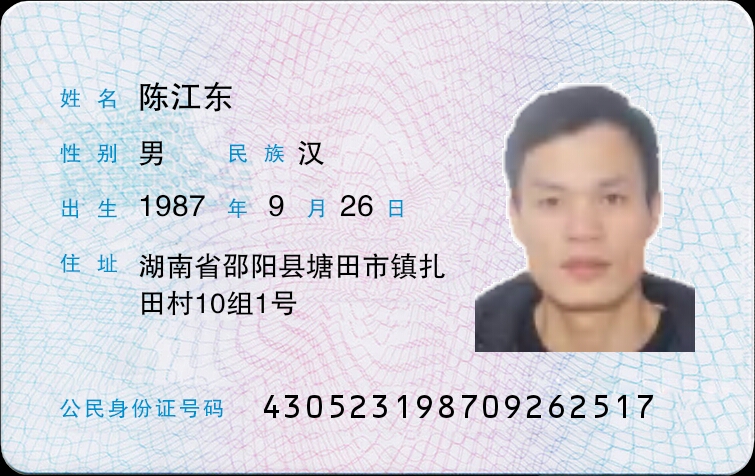 姓名 陈江东
性别 男 民族 汉
出生 1987 年 9 月 26 日
住址 湖南省邵阳县塘田市镇扎
田村10组1号
公民身份证号码 430523198709262517